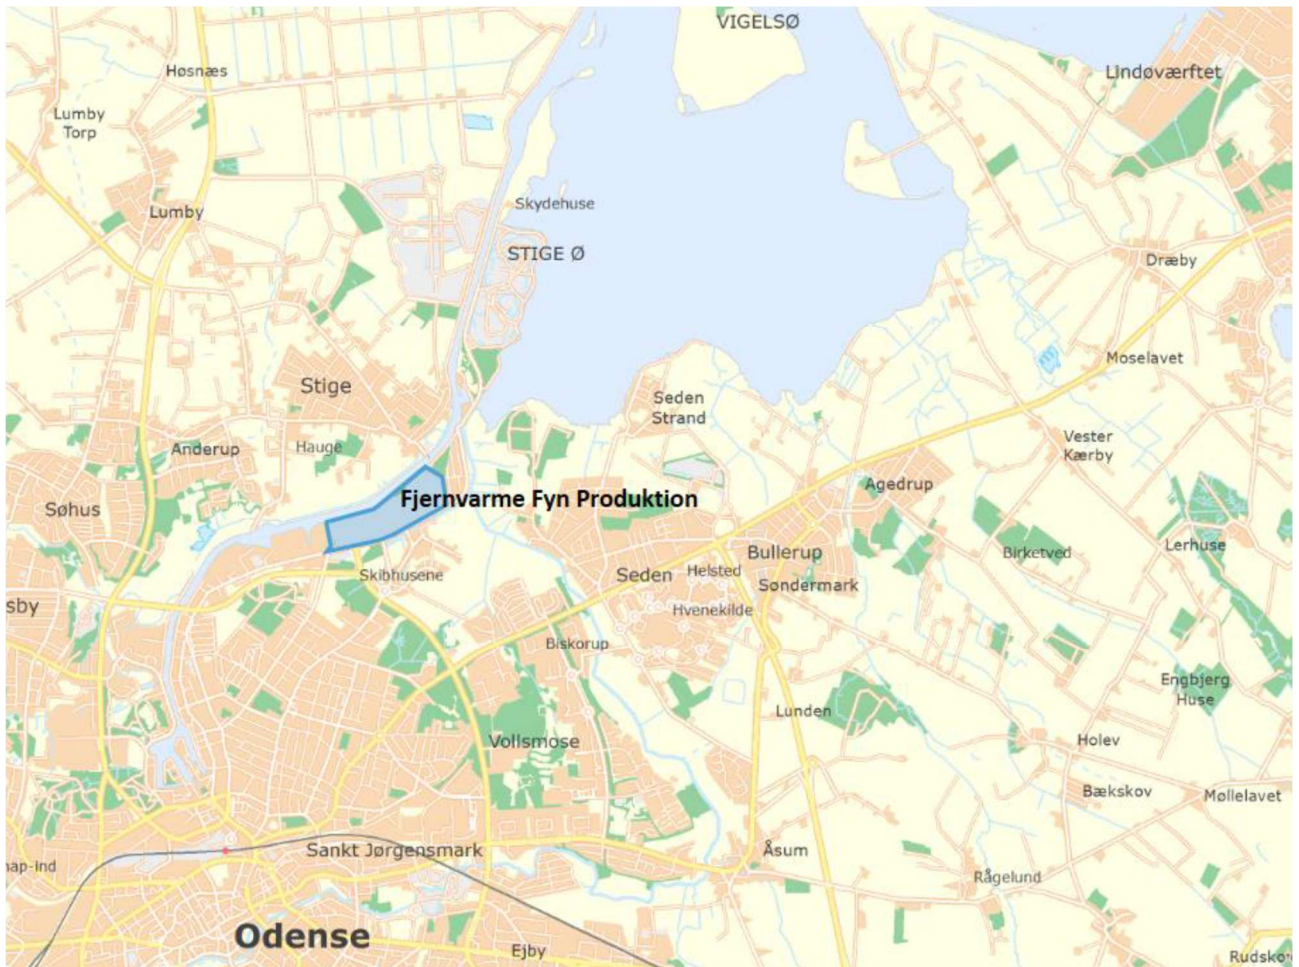 VIGELSØ
Høsnæs
Lindøværftet
Lumby
Torp
Skydehuse
Lumby
STIGE Ø
Dræby
Moselavet
Stige
Seden
Strand
Anderup
Hauge
Vester
Kærby
Agedrup
Søhus
Fjernvarme Fyn Produktion
Lerhuse
Bullerup
Birketved
Skibhusene
Seden
Helsted
Søndermark
sby
Hvenekilde
Biskorup
Engbjerg
Huse
Lunden
Vollsmose
Holev
Bækskov
Møllelavet
Sankt Jørgensmark
Åsum
nap-ind
Rågelund
Odense
Ejby
Rudsko